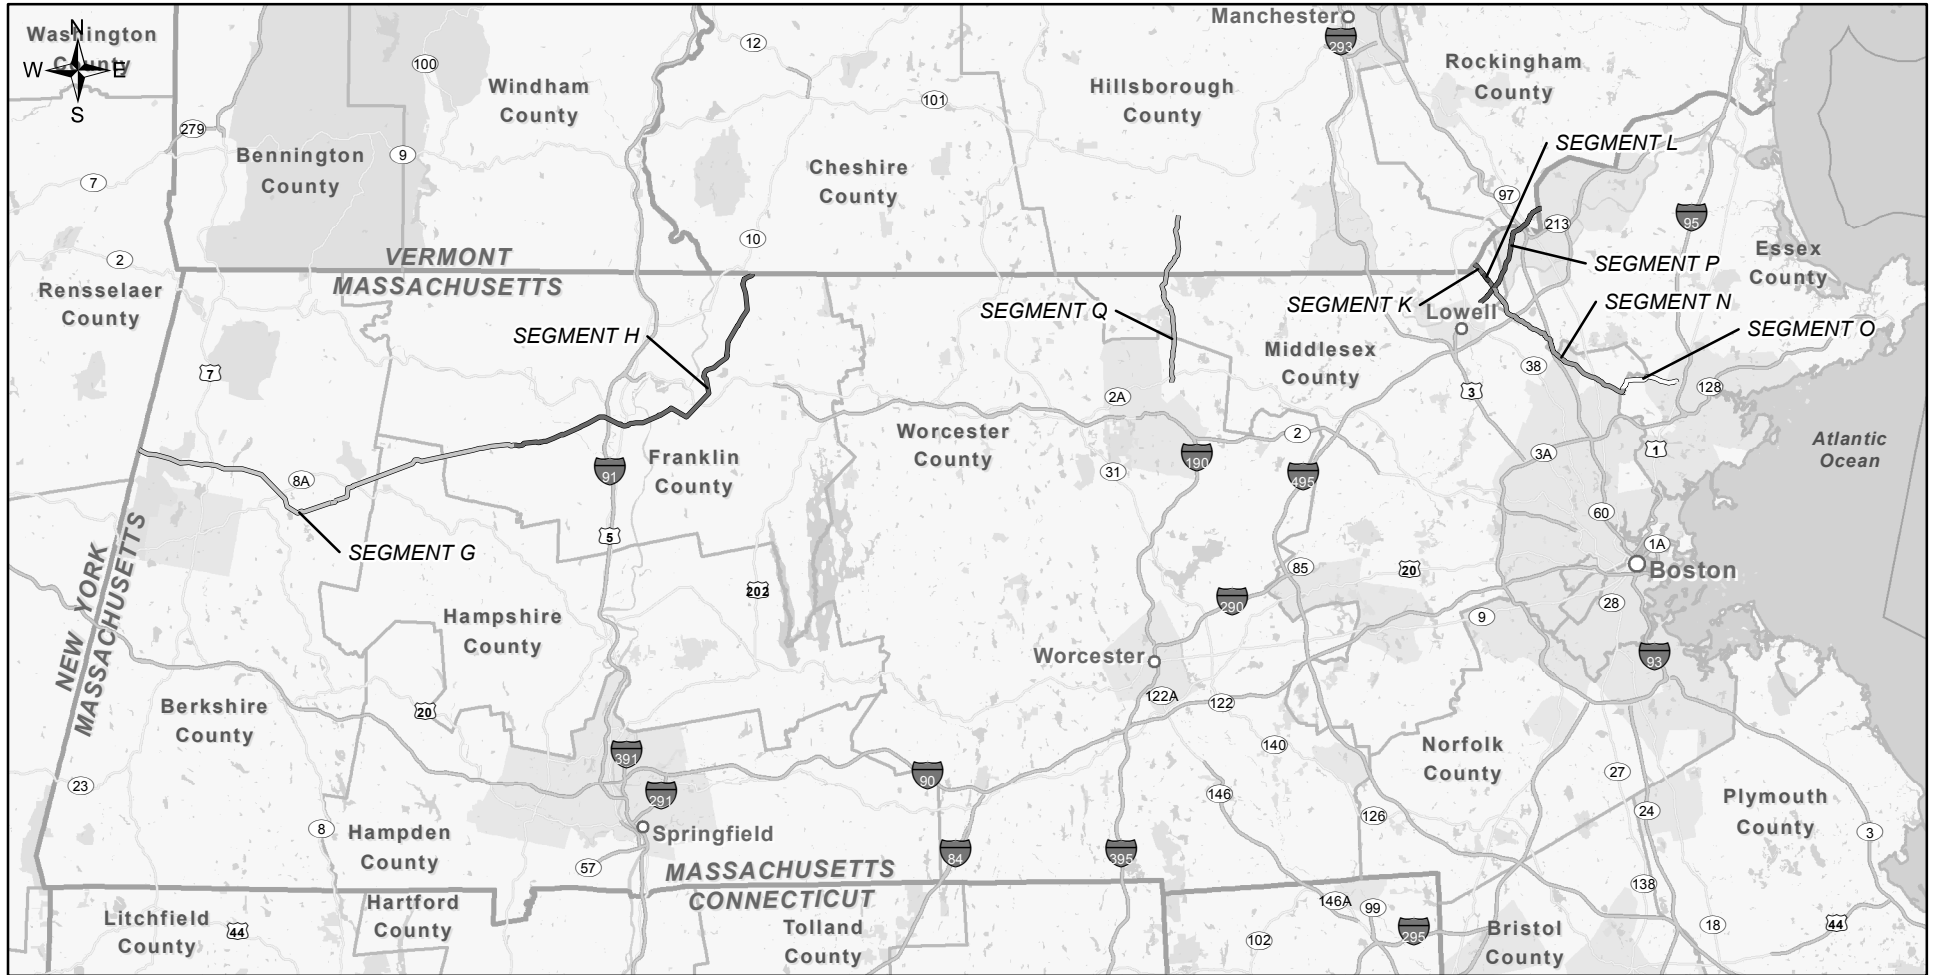 Manchester
293
Washington
County
N
W
E
S
12
100
Windham
County
Rockingham
County
Hillsborough
County
101
279
SEGMENT L
Bennington
County
9
Cheshire
County
7
97
213
95
10
2
VERMONT
MASSACHUSETTS
Essex
County
SEGMENT P
Rensselaer
County
SEGMENT K
SEGMENT N
SEGMENT Q
Lowell
SEGMENT H
SEGMENT O
Middlesex
County
38
7
3
128
2A
2
Worcester
County
Atlantic
Ocean
1
3A
190
Franklin
County
91
31
495
8A
60
5
1A
SEGMENT G
NEW YORK
MASSACHUSETTS
85
20
Boston
202
290
28
Hampshire
County
9
Worcester
93
122A
122
Berkshire
County
20
140
Norfolk
County
391
90
27
23
291
146
Plymouth
County
24
126
8
Hampden
County
Springfield
3
84
395
57
MASSACHUSETTS
CONNECTICUT
138
Hartford
County
146A
99
Litchfield
County
44
Tolland
County
102
295
Bristol
County
18
44